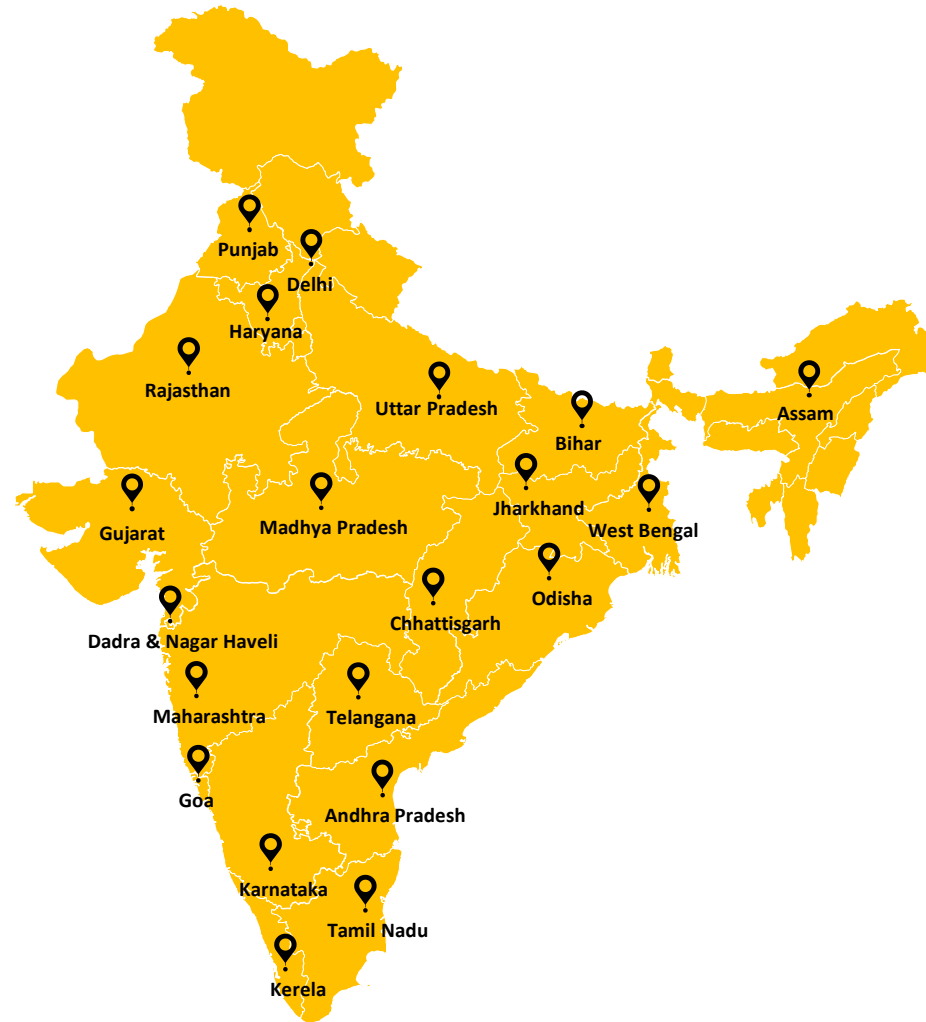 Punjab
Delhi
Haryana
Rajasthan
Uttar Pradesh
Assam
Bihar
Jharkhand
Madhya Pradesh
West Bengal
Gujarat
Odisha
Chhattisgarh
Dadra & Nagar Haveli
Maharashtra
Telangana
Goa
Andhra Pradesh
Karnataka
Tamil Nadu
Kerela